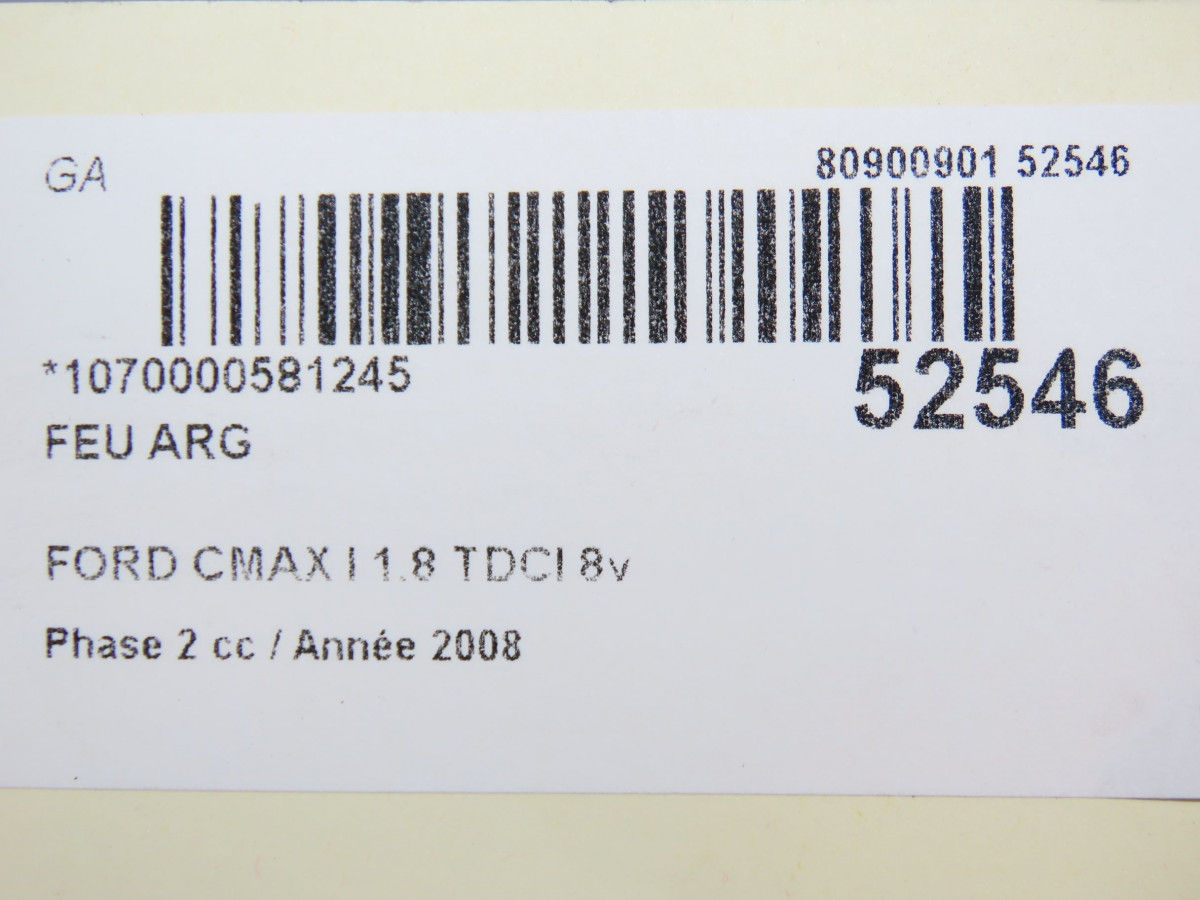 GA
80900901 52546
*1070000581245
52546
FEU ARG
FORD CMAX I 1.8 TDCI 8v
Phase 2 cc / Année 2008